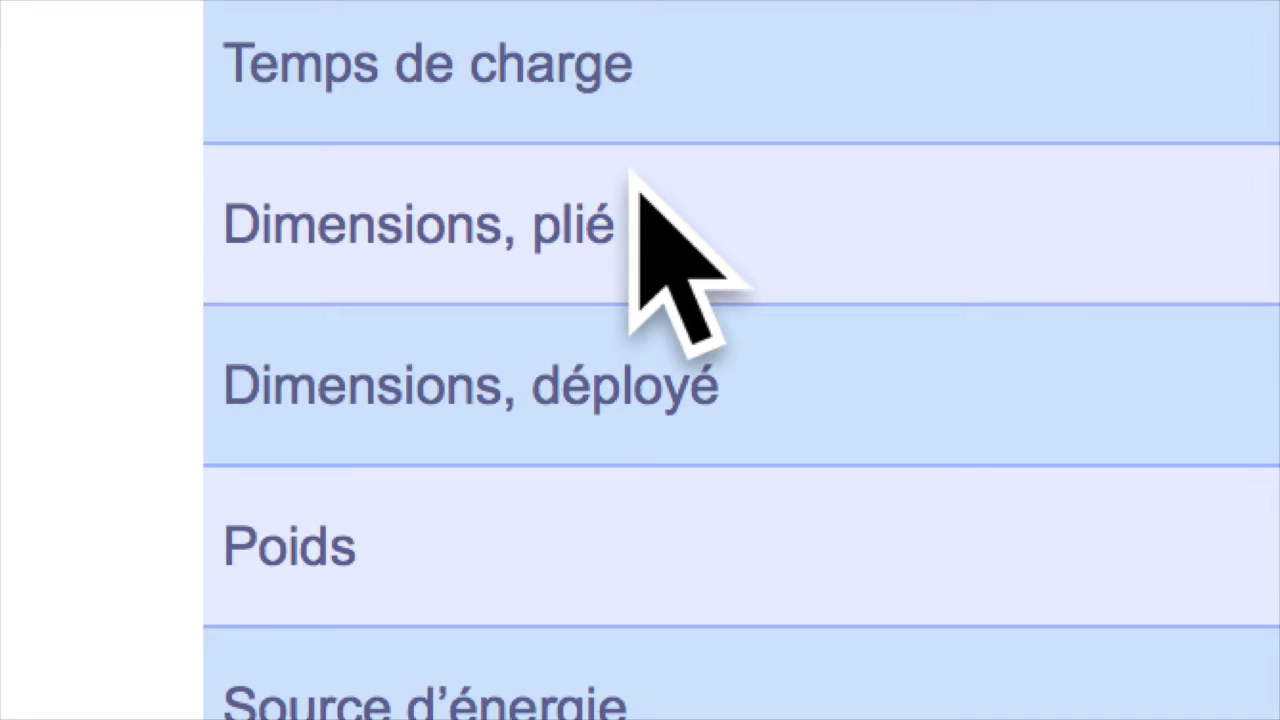 Temps de charge
Dimensions, plié
Dimensions, déployé
Poids
Source d’énergie